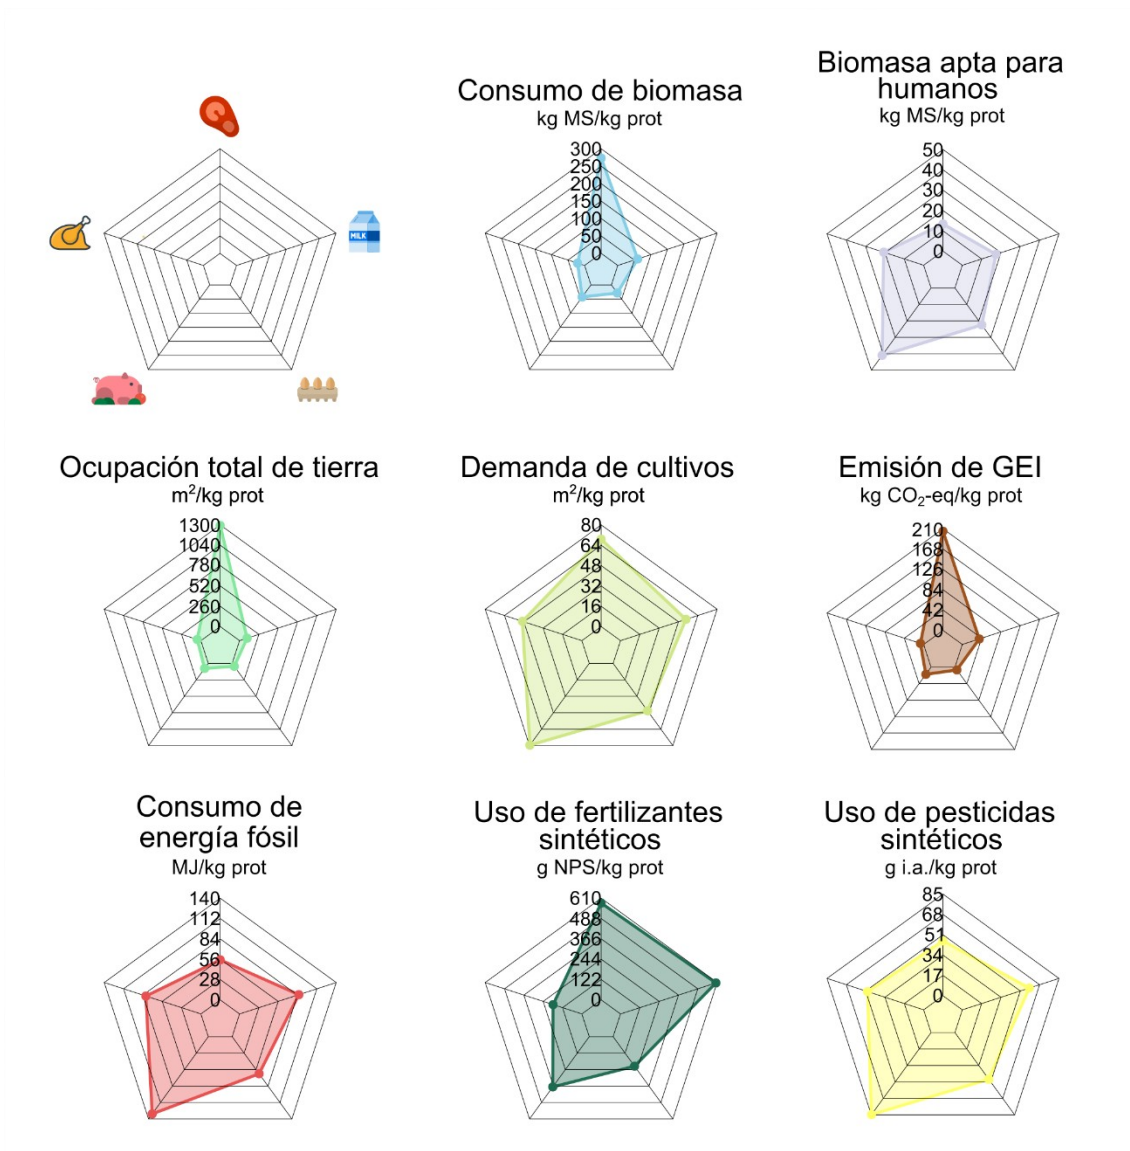 MILK
Consumo de biomasa
kg MS/kg prot
300
250
200
150
100
50
0
Biomasa apta para
humanos
kg MS/kg prot
50
40
30
20
10
0
Ocupación total de tierra
m²/kg prot
1300
1040
780
520
260
0
Demanda de cultivos
m²/kg prot
80
64
48
32
16
0
Emisión de GEI
kg CO₂-eq/kg prot
210
168
126
84
42
0
Consumo de
energía fósil
MJ/kg prot
140
112
84
56
28
0
Uso de fertilizantes
sintéticos
g NPS/kg prot
610
488
366
244
122
0
Uso de pesticidas
sintéticos
g i.a./kg prot
85
68
51
34
17
0